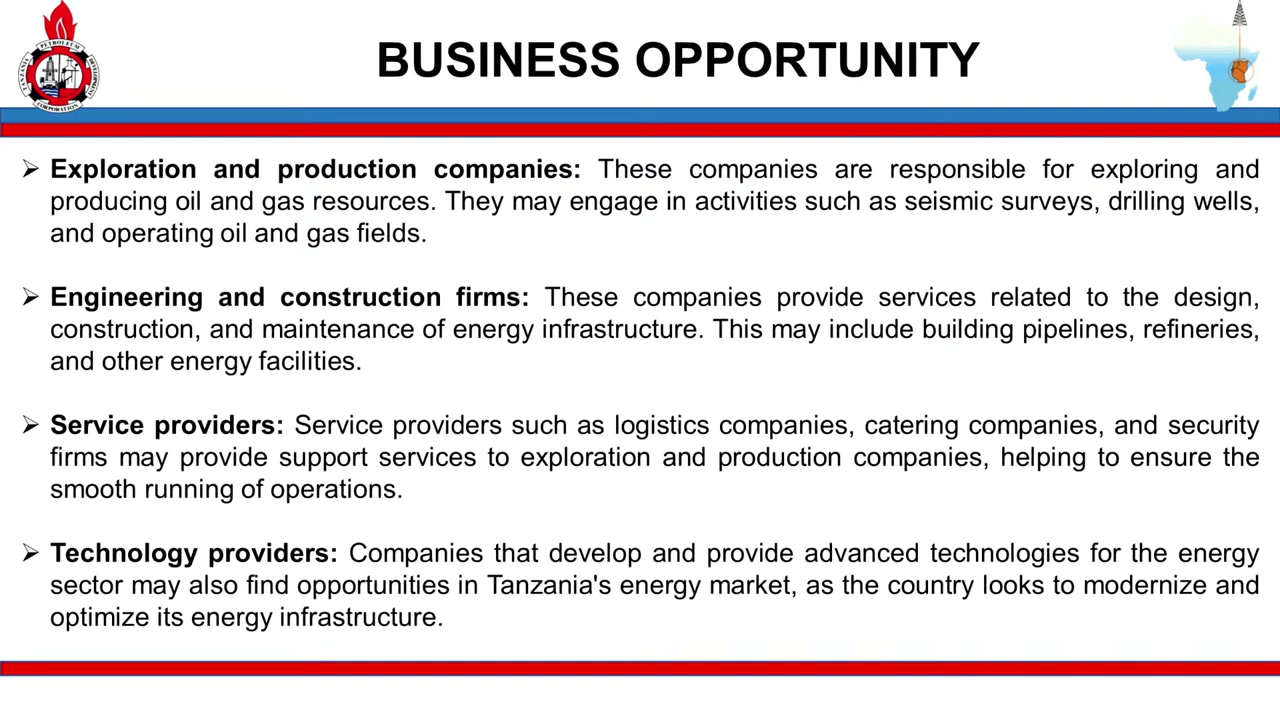 TANZANIA PETROLEUM DEVELOPMENT CORPORATION
BUSINESS OPPORTUNITY
➢ Exploration and production companies: These companies are responsible for exploring and
producing oil and gas resources. They may engage in activities such as seismic surveys, drilling wells,
and operating oil and gas fields.
➢ Engineering and construction firms: These companies provide services related to the design,
construction, and maintenance of energy infrastructure. This may include building pipelines, refineries,
and other energy facilities.
➢ Service providers: Service providers such as logistics companies, catering companies, and security
firms may provide support services to exploration and production companies, helping to ensure the
smooth running of operations.
➢ Technology providers: Companies that develop and provide advanced technologies for the energy
sector may also find opportunities in Tanzania's energy market, as the country looks to modernize and
optimize its energy infrastructure.